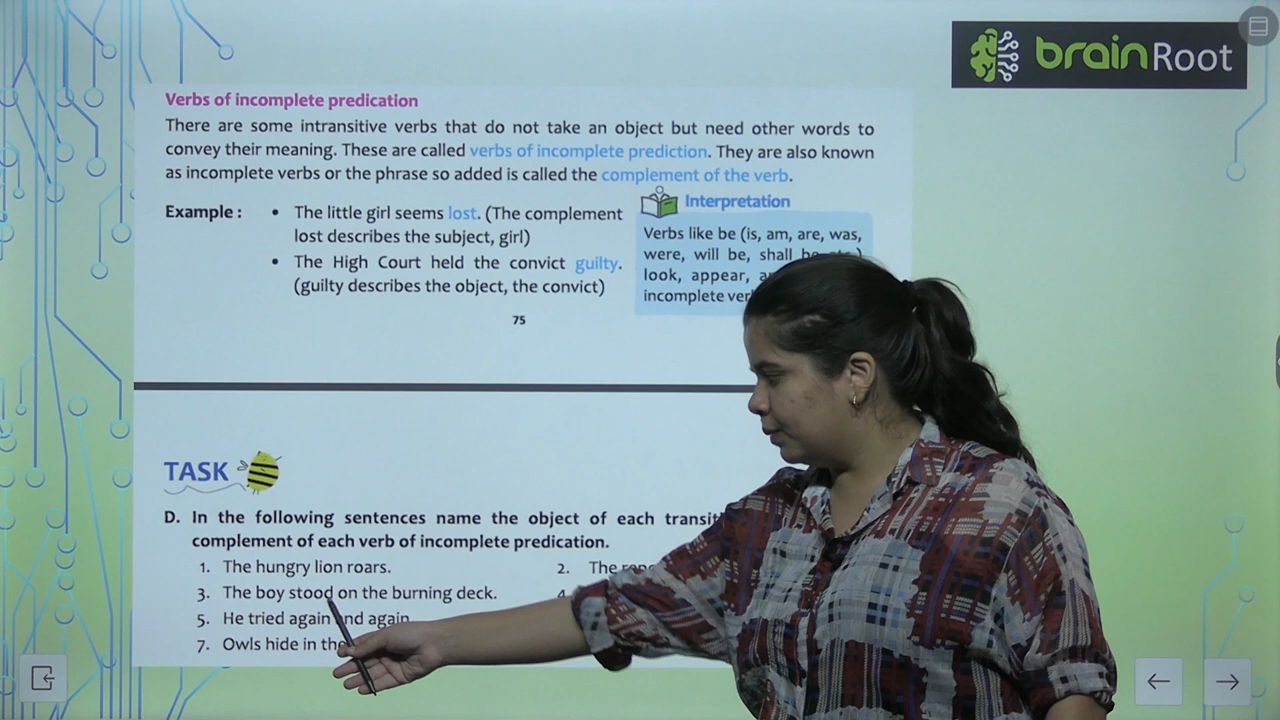 brainRoot
Verbs of incomplete predication
There are some intransitive verbs that do not take an object but need other words to
convey their meaning. These are called verbs of incomplete prediction. They are also known
as incomplete verbs or the phrase so added is called the complement of the verb.
Example : • The little girl seems lost. (The complement
lost describes the subject, girl)
• The High Court held the convict guilty.
(guilty describes the object, the convict)
Interpretation
Verbs like be (is, am, are, was,
were, will be, shall be
look, appear,
incomplete
75
TASK
D. In the following sentences name the object of each
complement of each verb of incomplete predication.
1. The hungry lion roars.
2. The
3. The boy stood on the burning deck.
5. He tried again and again
7. Owls hide in